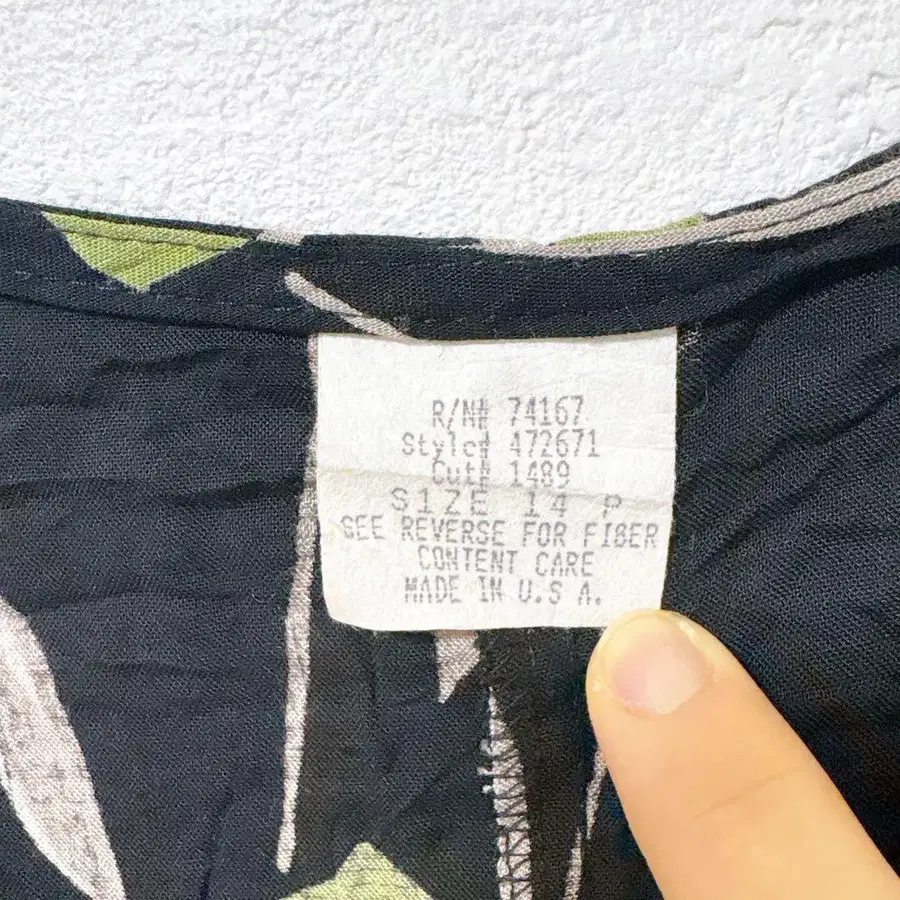 R/N# 74167
Style# 472671
Cut# 1489
SIZE 14 P
SEE REVERSE FOR FIBER
CONTENT CARE
MADE IN U.S A.